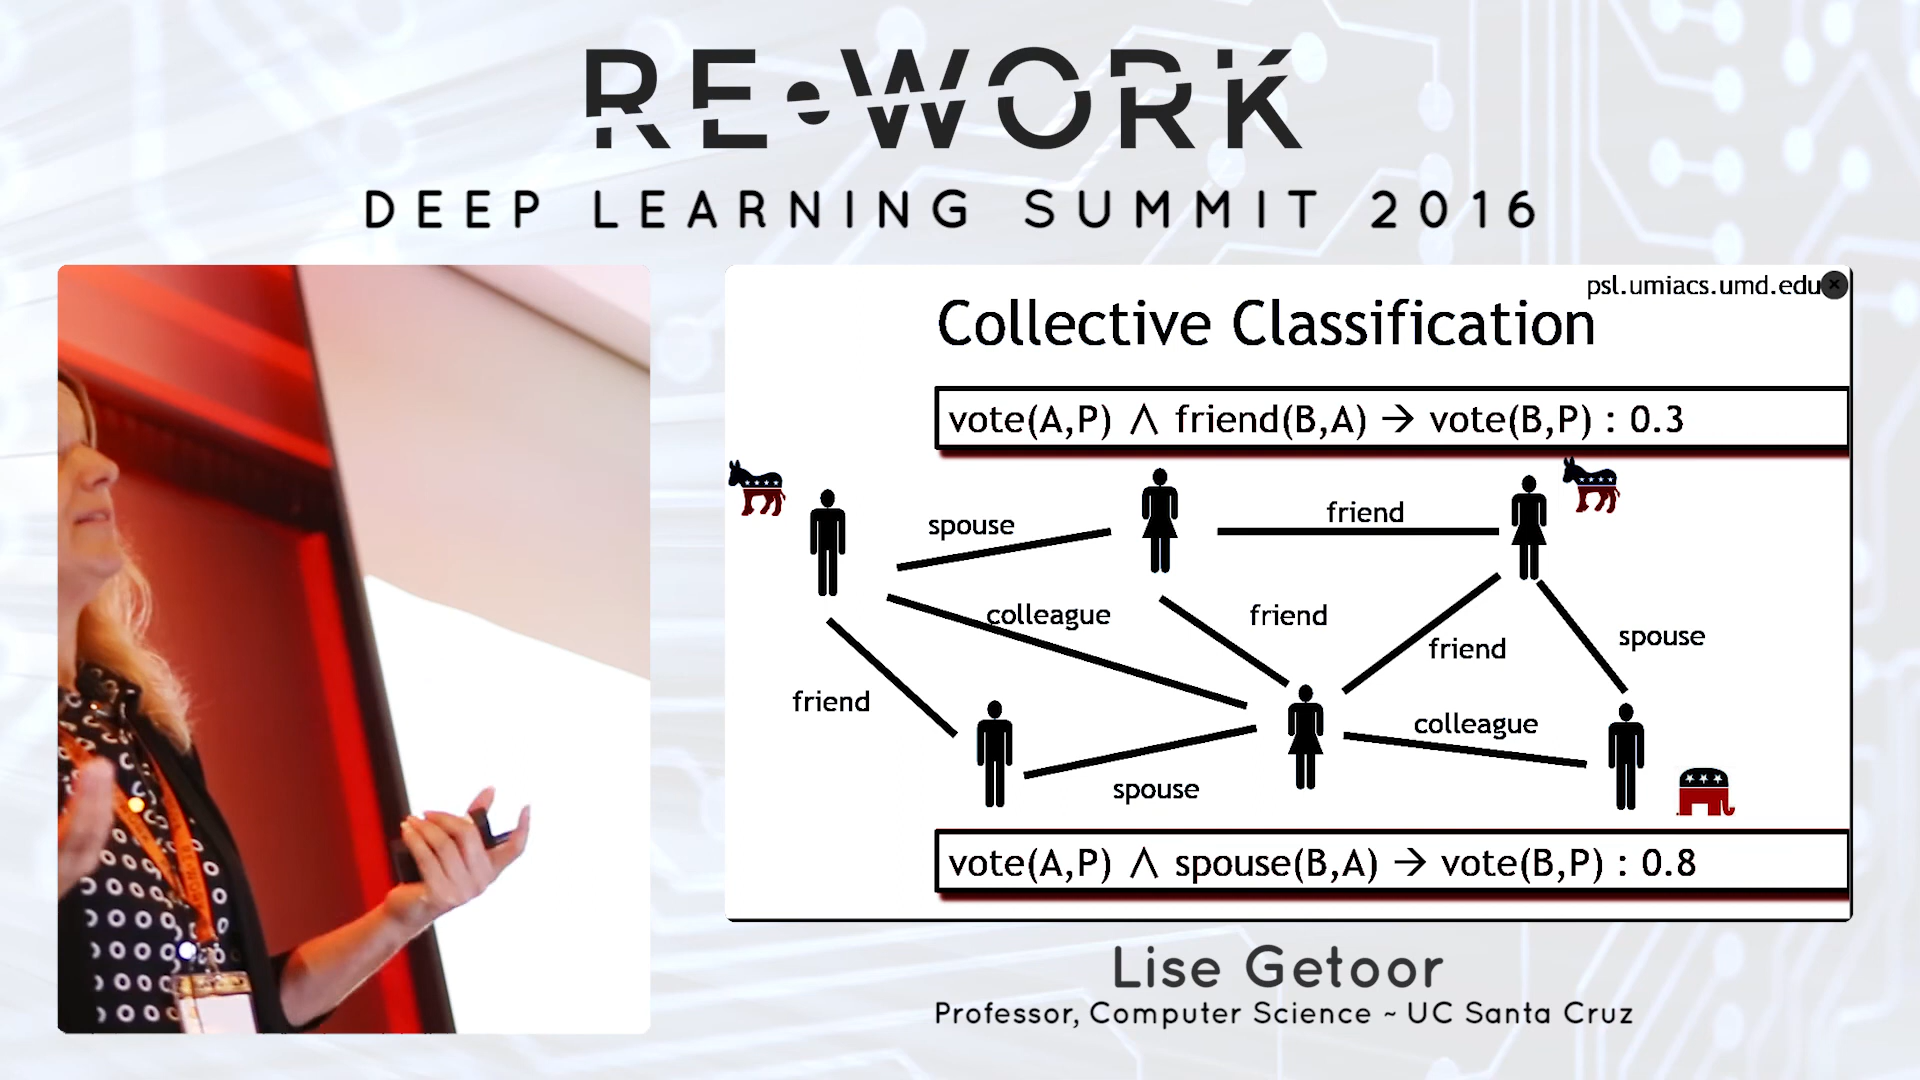 RE•WORK
DEEP LEARNING SUMMIT 2016
psl.umiacs.umd.edu
Collective Classification
vote(A,P) ∧ friend(B,A) → vote(B,P) : 0.3
spouse
friend
colleague
friend
friend
spouse
friend
colleague
spouse
vote(A,P) ∧ spouse(B,A) → vote(B,P) : 0.8
Lise Getoor
Professor, Computer Science ~ UC Santa Cruz